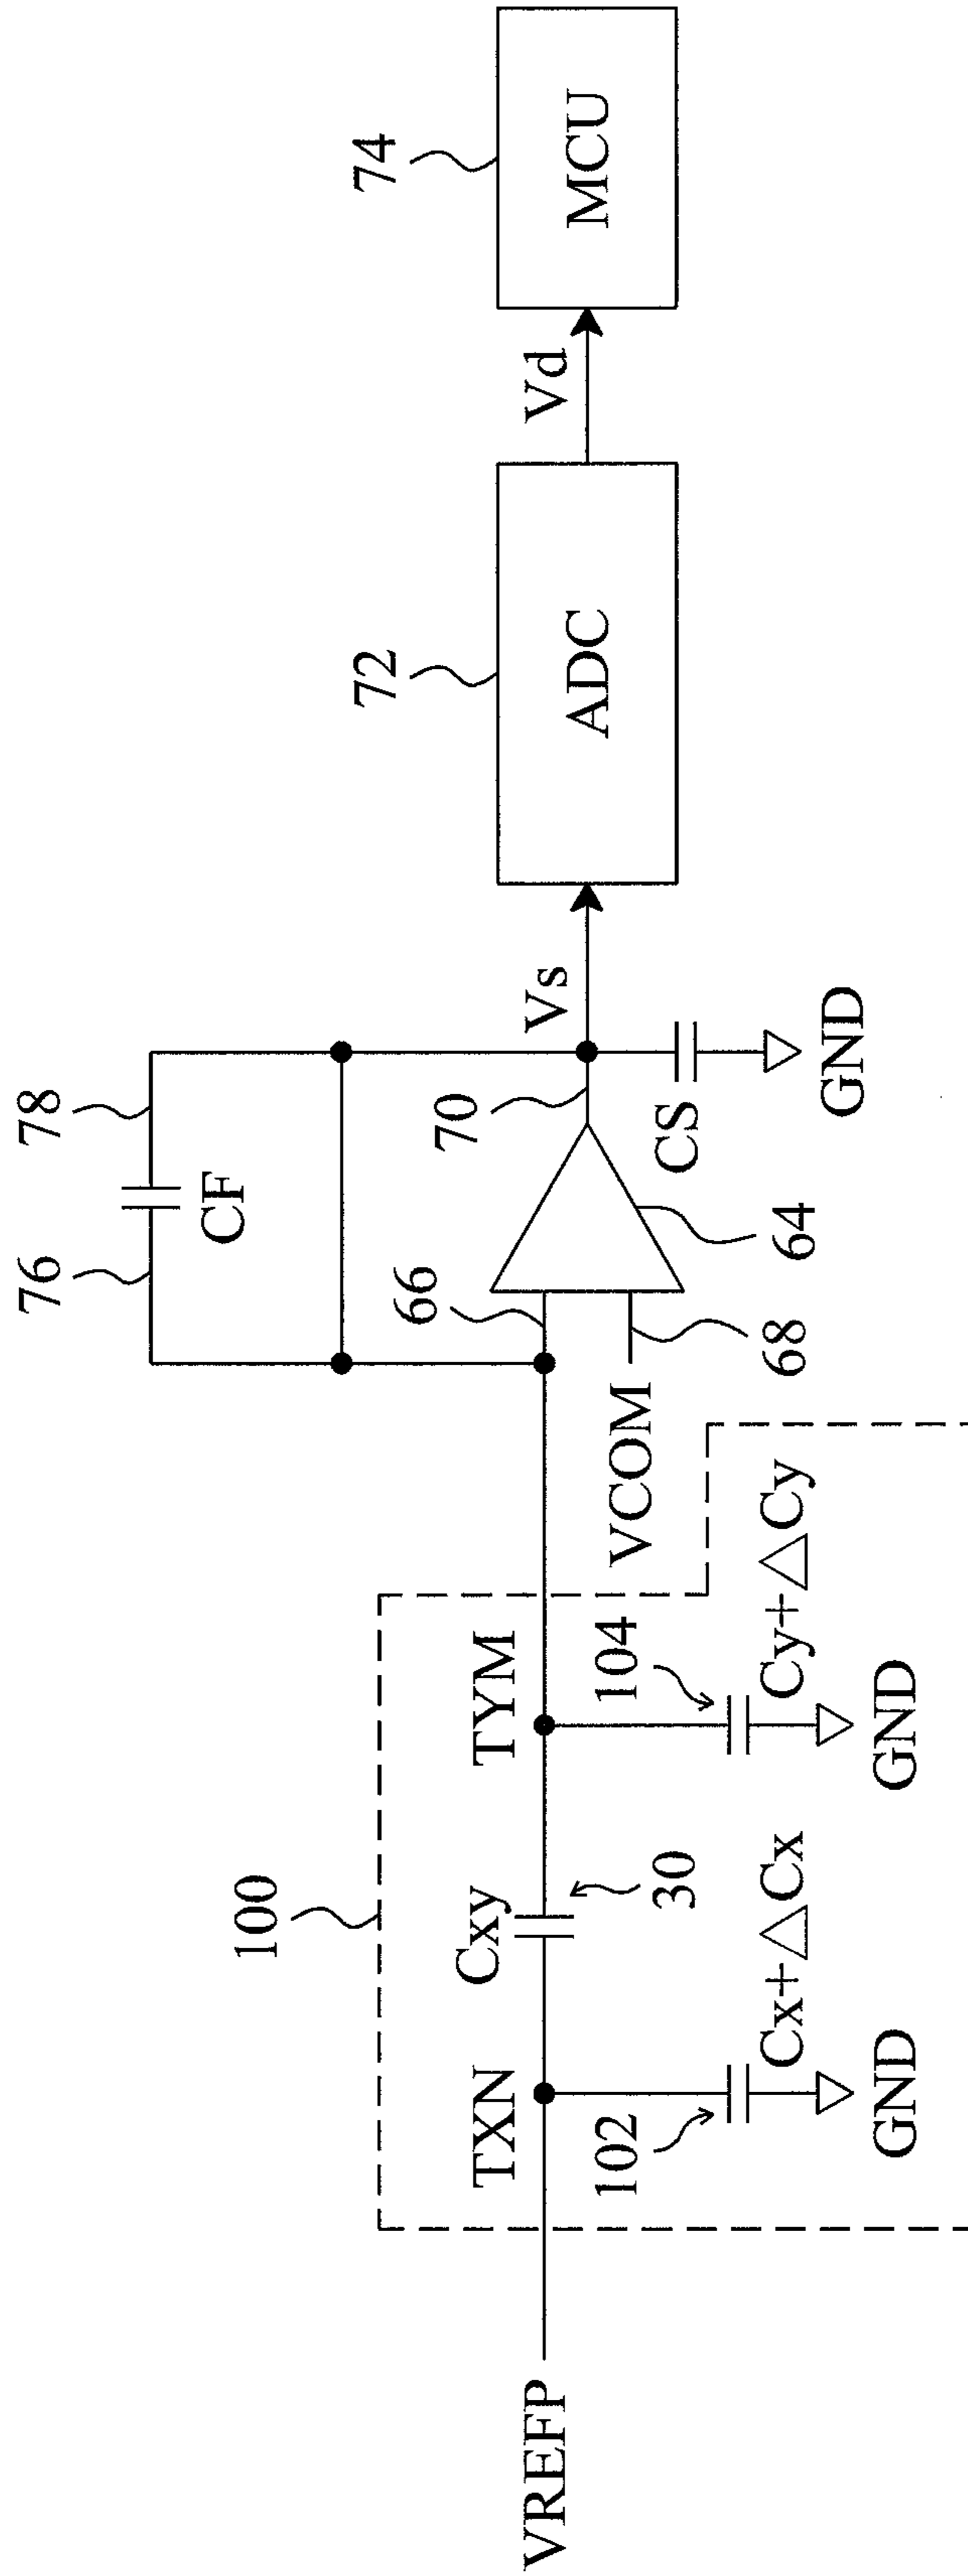 78
76
CF
74
MCU
Vd
72
ADC
Vs
70
66
64
68
CS
GND
VCOM
100
TYM
104
Cy+△Cy
GND
Cxy
30
TXN
102
Cx+△Cx
GND
VREFP